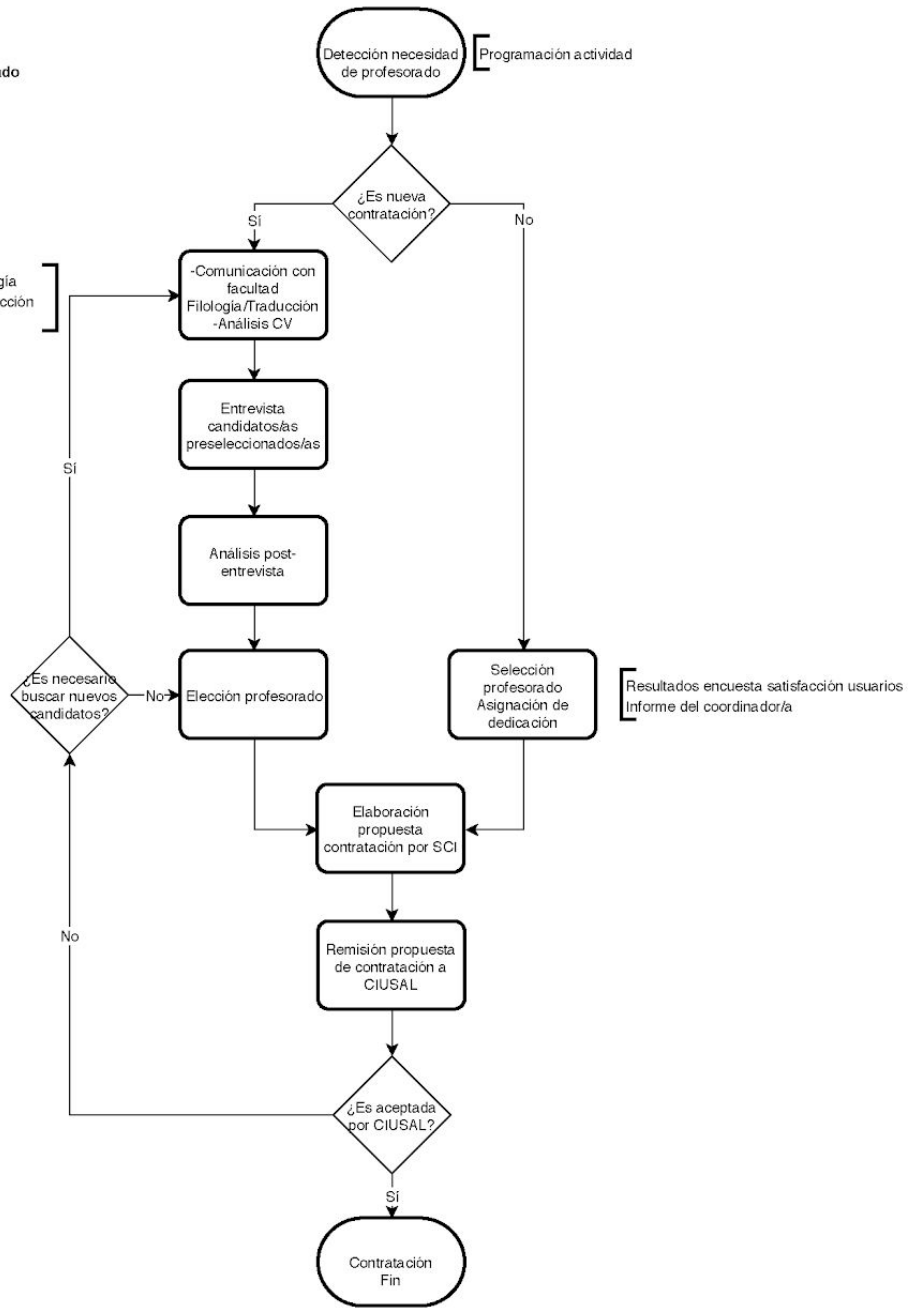 Detección necesidad
de profesorado
Programación actividad
¿Es nueva
contratación?
Sí
No
-Comunicación con
facultad
Filología/Traducción
-Análisis CV
Entrevista
candidatos/as
preseleccionados/as
Sí
Análisis post-
entrevista
¿Es necesario
buscar nuevos
candidatos?
No
Elección profesorado
Selección
profesorado
Asignación de
dedicación
Resultados encuesta satisfacción usuarios
Informe del coordinador/a
Elaboración
propuesta
contratación por SCI
No
Remisión propuesta
de contratación a
CIUSAL
¿Es aceptada
por CIUSAL?
Sí
Contratación
Fin